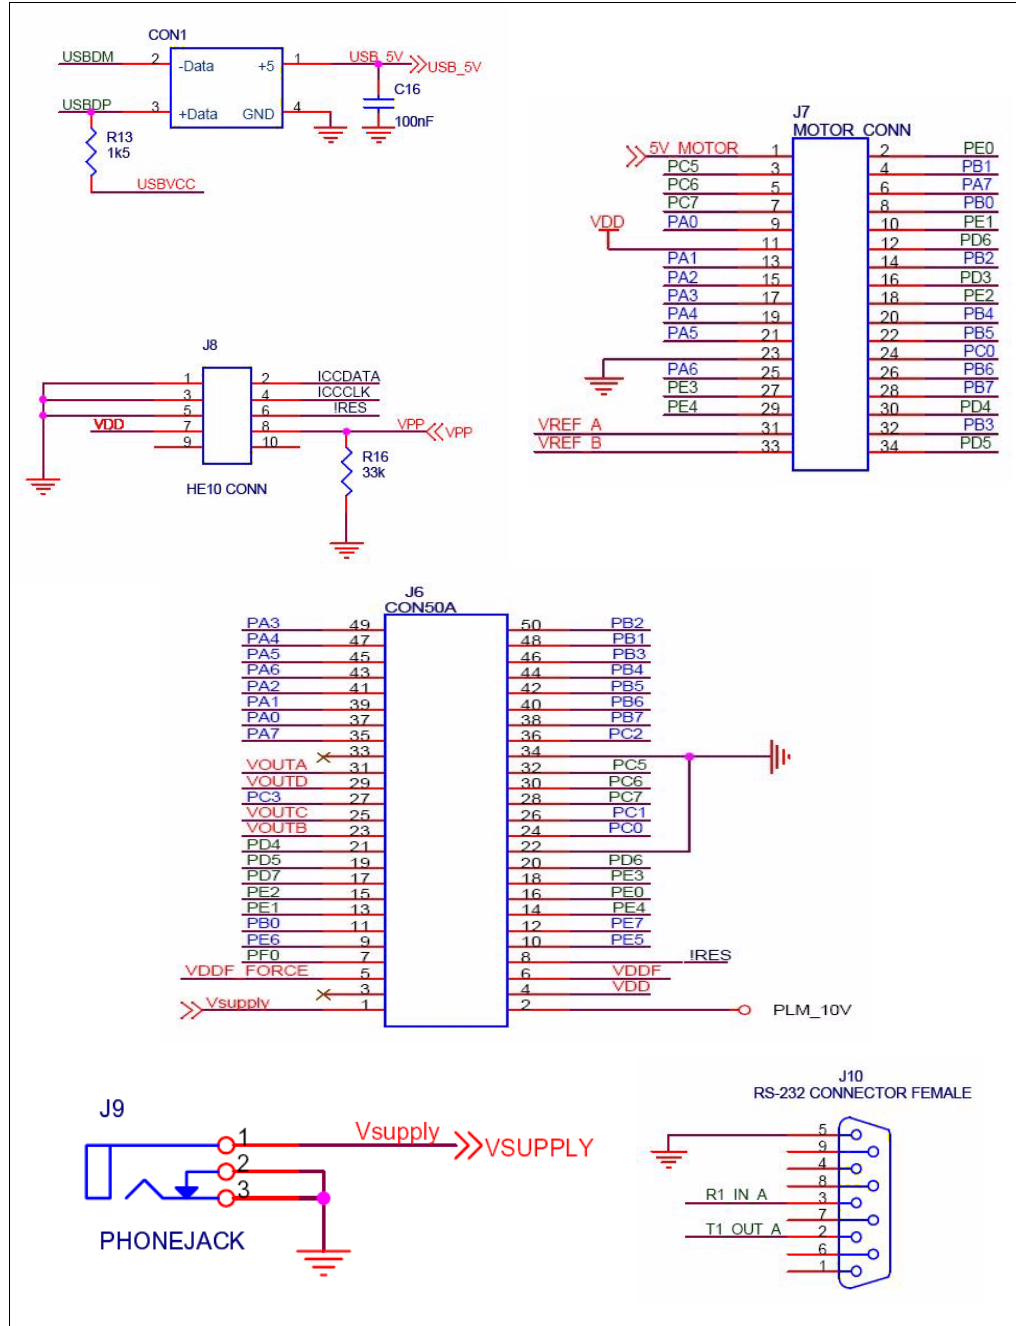 CON1
USBDM 2 -Data +5 1 USB_5V USB_5V
C16
100nF
USBDP 3 +Data GND 4
R13
1k5
USBVCC
J7
MOTOR_CONN
5V_MOTOR 1 2 PE0
PC5 3 4 PB1
PC6 5 6 PA7
PC7 7 8 PB0
PA0 9 10 PE1
VDD 11 12 PD6
PA1 13 14 PB2
PA2 15 16 PD3
PA3 17 18 PE2
PA4 19 20 PB4
PA5 21 22 PB5
23 24 PC0
PA6 25 26 PB6
PE3 27 28 PB7
PE4 29 30 PD4
VREF_A 31 32 PB3
VREF_B 33 34 PD5
J8
1 2 ICCDATA
3 4 ICCCLK
5 6 !RES
VDD 7 8 VPP VPP
9 10
R16
33k
HE10 CONN
J6
CON50A
PA3 49 50 PB2
PA4 47 48 PB1
PA5 45 46 PB3
PA6 43 44 PB4
PA2 41 42 PB5
PA1 39 40 PB6
PA0 37 38 PB7
PA7 35 36 PC2
33 34
VOUTA 31 32 PC5
VOUTD 29 30 PC6
PC3 27 28 PC7
VOUTC 25 26 PC1
VOUTB 23 24 PC0
PD4 21 22
PD5 19 20 PD6
PD7 17 18 PE3
PE2 15 16 PE0
PE1 13 14 PE4
PB0 11 12 PE7
PE6 9 10 PE5
PF0 7 8 !RES
VDDF_FORCE 5 6 VDDF
3 4 VDD
Vsupply 1 2 PLM_10V
J9
1 Vsupply VSUPPLY
2
3
PHONEJACK
J10
RS-232 CONNECTOR FEMALE
5
9
4
8
R1_IN_A 3
7
T1_OUT_A 2
6
1